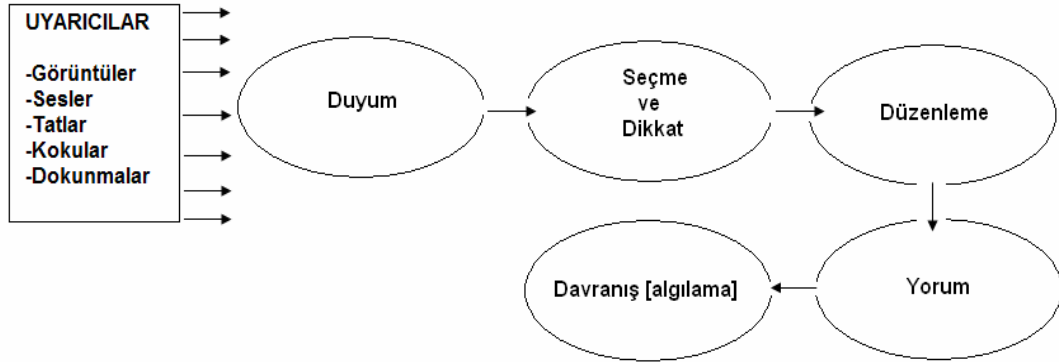 UYARICILAR
-Görüntüler
-Sesler
-Tatlar
-Kokular
-Dokunmalar
Duyum
Seçme
ve
Dikkat
Düzenleme
Yorum
Davranış [algılama]